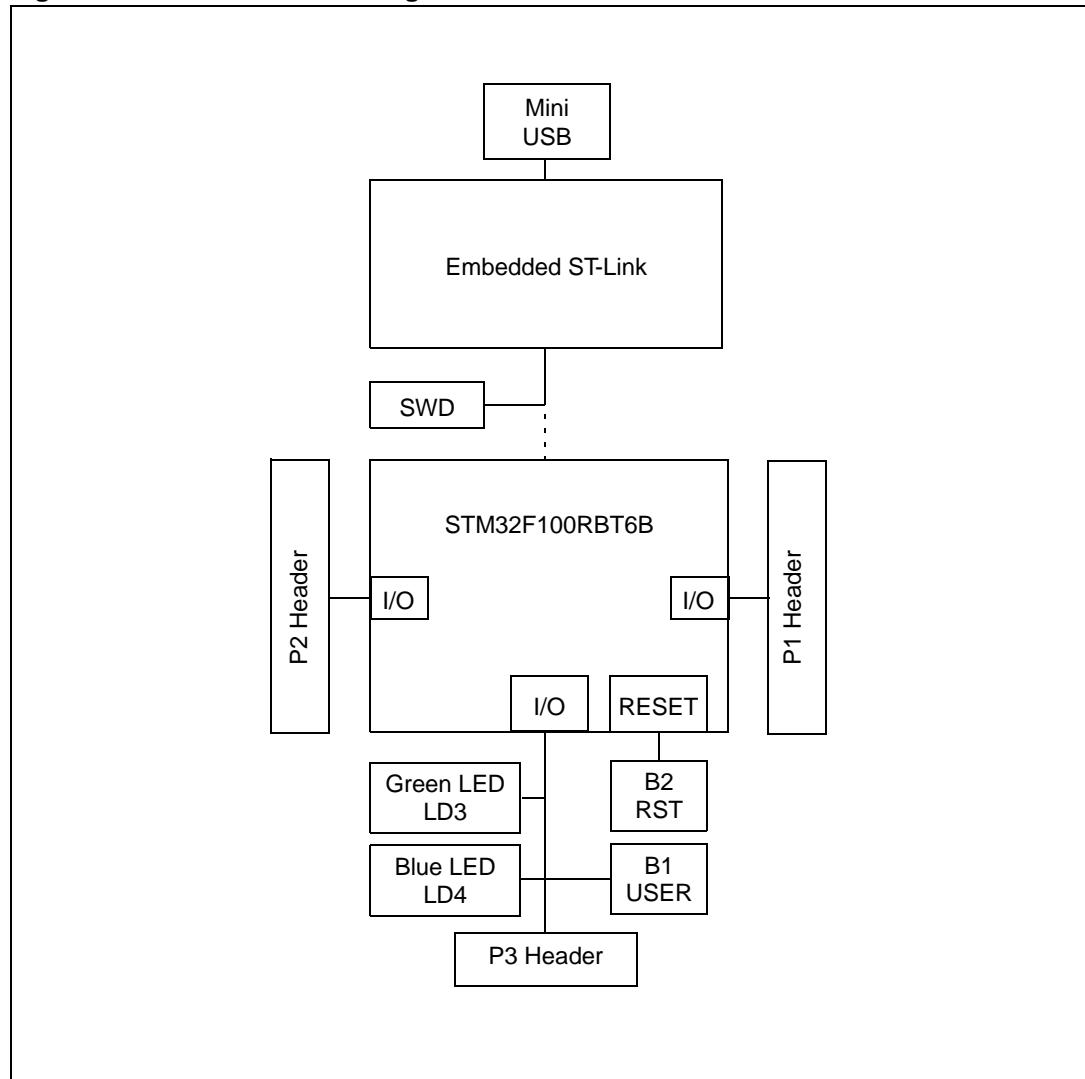 Mini
USB
Embedded ST-Link
SWD
STM32F100RBT6B
P2 Header
I/O
I/O
P1 Header
I/O
RESET
Green LED
LD3
B2
RST
Blue LED
LD4
B1
USER
P3 Header